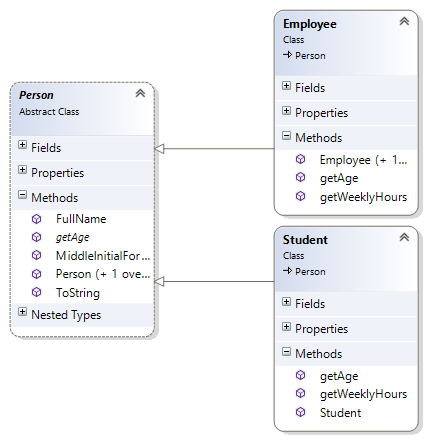 Person
Abstract Class
Fields
Properties
Methods
FullName
getAge
MiddleInitialFor...
Person (+ 1 ove...
ToString
Nested Types
Employee
Class
Person
Fields
Properties
Methods
Employee (+ 1...
getAge
getWeeklyHours
Student
Class
Person
Fields
Properties
Methods
getAge
getWeeklyHours
Student